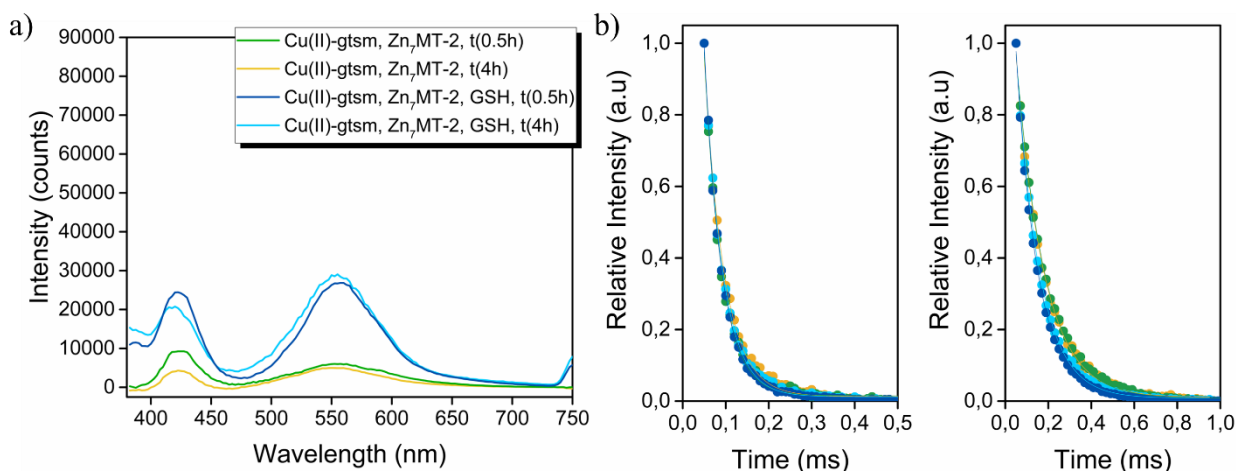 a)
90000
80000
70000
60000
50000
40000
30000
20000
10000
0
Intensity (counts)
Cu(II)-gtsm, Zn₇MT-2, t(0.5h)
Cu(II)-gtsm, Zn₇MT-2, t(4h)
Cu(II)-gtsm, Zn₇MT-2, GSH, t(0.5h)
Cu(II)-gtsm, Zn₇MT-2, GSH, t(4h)
400 450 500 550 600 650 700 750
Wavelength (nm)
b)
1,0
0,8
0,6
0,4
0,2
0,0
Relative Intensity (a.u)
0,0 0,1 0,2 0,3 0,4 0,5
Time (ms)
1,0
0,8
0,6
0,4
0,2
0,0
Relative Intensity (a.u)
0,0 0,2 0,4 0,6 0,8 1,0
Time (ms)